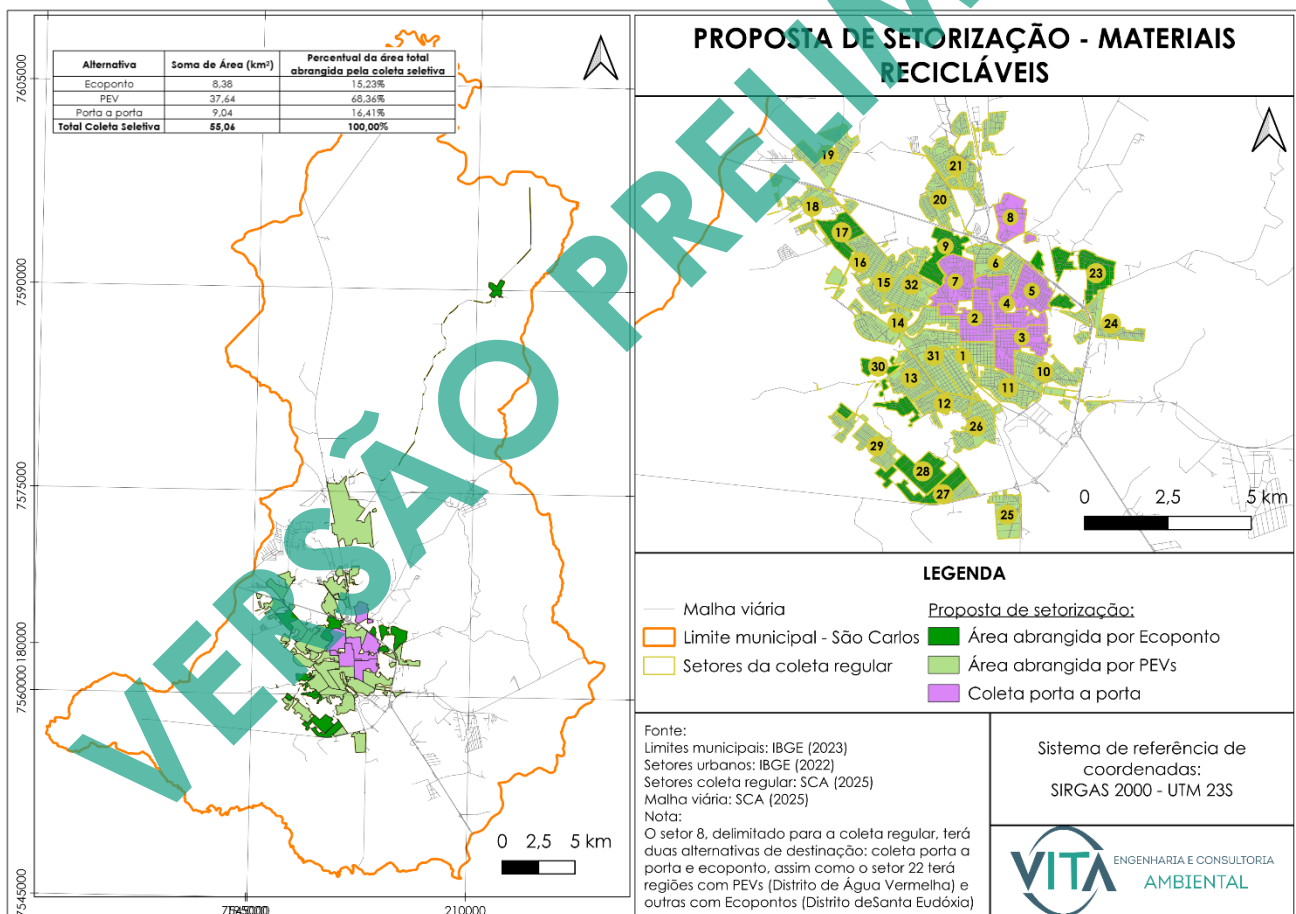 Alternativa Soma de Área (km²) Percentual da área total abrangida pela coleta seletiva
Ecoponto 8,38 15,23%
PEV 37,64 68,36%
Porta a porta 9,04 16,41%
Total Coleta Seletiva 55,06 100,00%
7605000
7590000
7575000
180000
7560000
7545000
210000
0 2,5 5 km
VERSÃO PRELIM
PROPOSTA DE SETORIZAÇÃO - MATERIAIS
RECICLÁVEIS
19
21
20
18
8
17
9
16
6
23
15
32
7
5
4
2
14
24
3
31
1
30
13
10
11
12
26
29
28
27
25
0 2,5 5 km
LEGENDA
Malha viária
Limite municipal - São Carlos
Setores da coleta regular
Proposta de setorização:
Área abrangida por Ecoponto
Área abrangida por PEVs
Coleta porta a porta
Fonte:
Limites municipais: IBGE (2023)
Setores urbanos: IBGE (2022)
Setores coleta regular: SCA (2025)
Malha viária: SCA (2025)
Nota:
O setor 8, delimitado para a coleta regular, terá
duas alternativas de destinação: coleta porta a
porta e ecoponto, assim como o setor 22 terá
regiões com PEVs (Distrito de Água Vermelha) e
outras com Ecopontos (Distrito deSanta Eudóxia)
Sistema de referência de
coordenadas:
SIRGAS 2000 - UTM 23S
VITA
ENGENHARIA E CONSULTORIA
AMBIENTAL